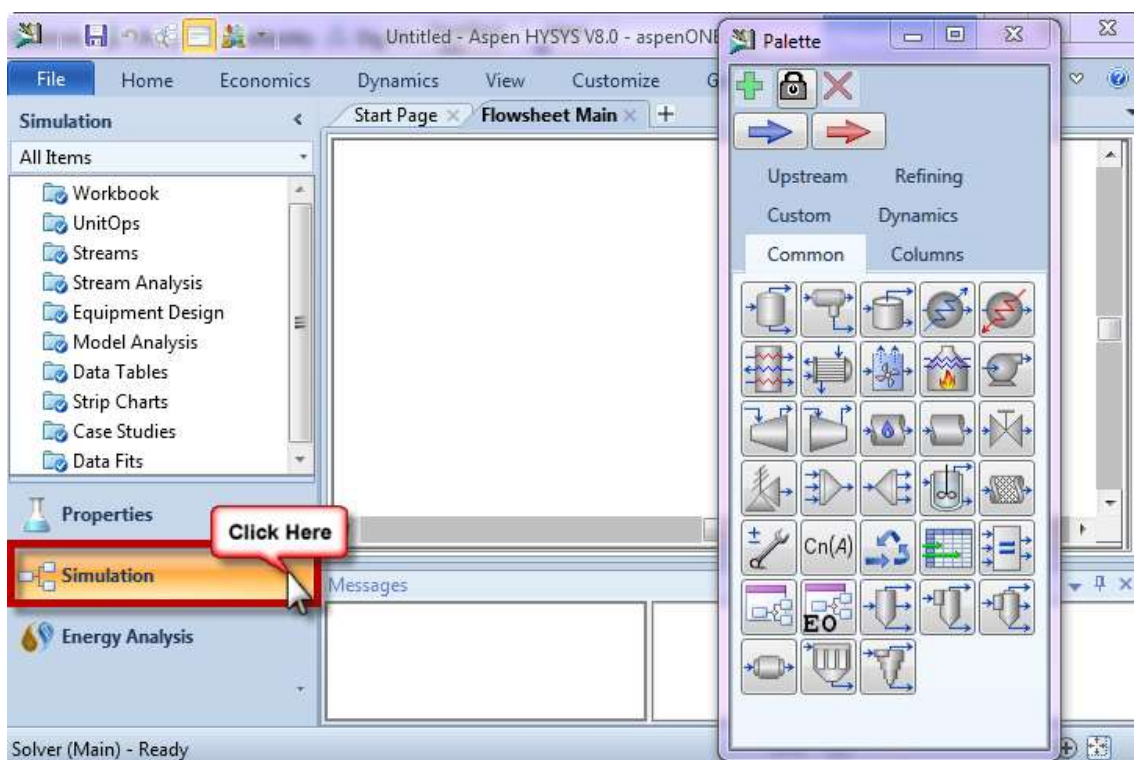 Untitled - Aspen HYSYS V8.0 - aspenONE
Palette
File Home Economics Dynamics View Customize
Simulation
Start Page Flowsheet Main +
All Items
Workbook
UnitOps
Streams
Stream Analysis
Equipment Design
Model Analysis
Data Tables
Strip Charts
Case Studies
Data Fits
Properties
Click Here
Simulation
Energy Analysis
Messages
Solver (Main) - Ready
Upstream Refining
Custom Dynamics
Common Columns
Cn(A)
EO